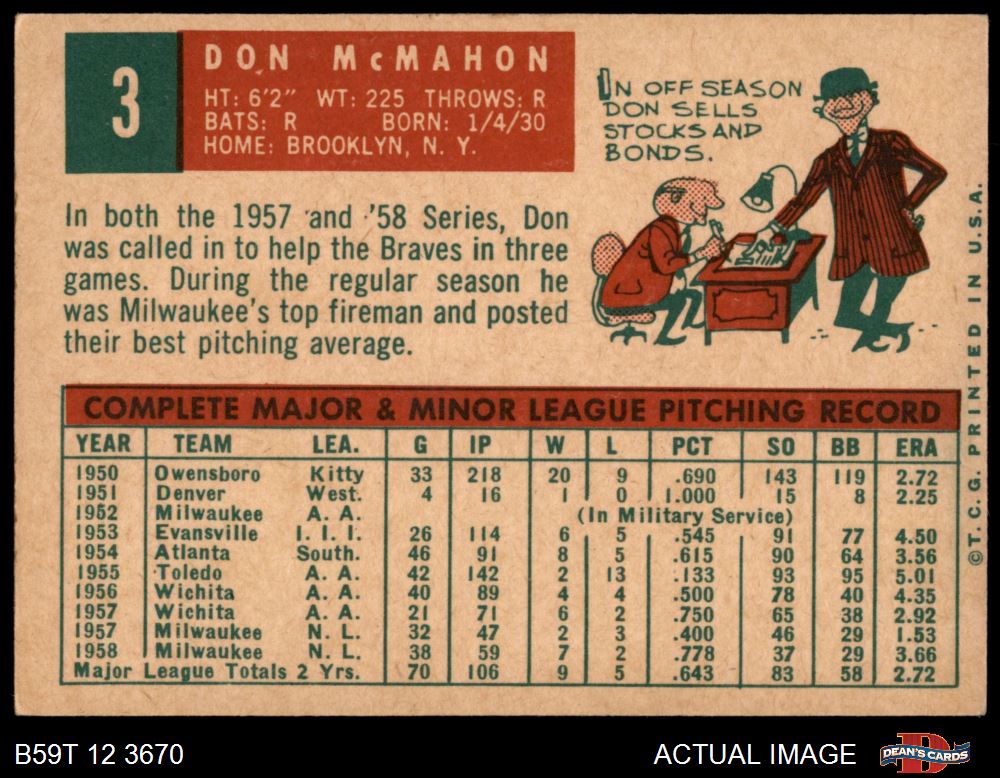 3
DON McMAHON
HT: 6'2" WT: 225 THROWS: R
BATS: R BORN: 1/4/30
HOME: BROOKLYN, N. Y.
IN OFF SEASON
DON SELLS
STOCKS AND
BONDS.
In both the 1957 and '58 Series, Don
was called in to help the Braves in three
games. During the regular season he
was Milwaukee's top fireman and posted
their best pitching average.
COMPLETE MAJOR & MINOR LEAGUE PITCHING RECORD
YEAR TEAM LEA. G IP W L PCT SO BB ERA
1950 Owensboro Kitty 33 218 20 9 .690 143 119 2.72
1951 Denver West. 4 16 1 0 1.000 15 8 2.25
1952 Milwaukee A. A. (In Military Service)
1953 Evansville I. I. I. 26 114 6 5 .545 91 77 4.50
1954 Atlanta South. 46 91 8 5 .615 90 64 3.56
1955 Toledo A. A. 42 142 2 13 .133 93 95 5.01
1956 Wichita A. A. 40 89 4 4 .500 78 40 4.35
1957 Wichita A. A. 21 71 6 2 .750 65 38 2.92
1957 Milwaukee N. L. 32 47 2 3 .400 46 29 1.53
1958 Milwaukee N. L. 38 59 7 2 .778 37 29 3.66
Major League Totals 2 Yrs. 70 106 9 5 .643 83 58 2.72
©T. C. G. PRINTED IN U.S.A.
B59T 12 3670
ACTUAL IMAGE
DEAN'S CARDS